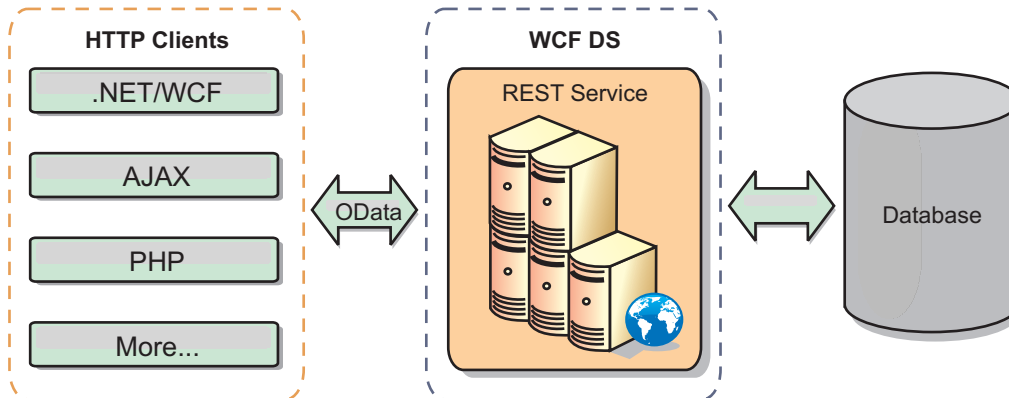 HTTP Clients
.NET/WCF
AJAX
PHP
More...
OData
WCF DS
REST Service
Database